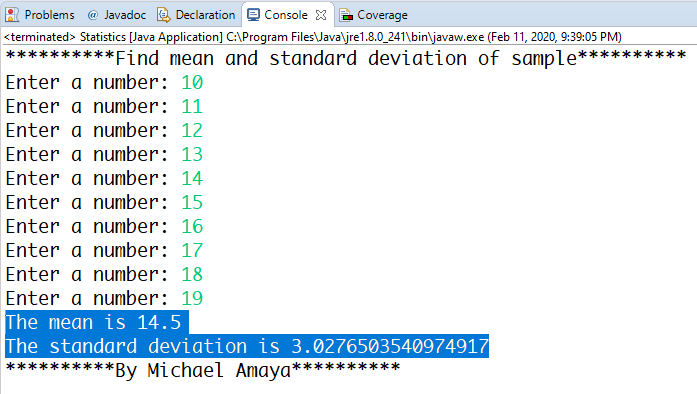 Problems @ Javadoc Declaration Console Coverage
<terminated> Statistics [Java Application] C:\Program Files\Java\jre1.8.0_241\bin\javaw.exe (Feb 11, 2020, 9:39:05 PM)
**********Find mean and standard deviation of sample**********
Enter a number: 10
Enter a number: 11
Enter a number: 12
Enter a number: 13
Enter a number: 14
Enter a number: 15
Enter a number: 16
Enter a number: 17
Enter a number: 18
Enter a number: 19
The mean is 14.5
The standard deviation is 3.0276503540974917
**********By Michael Amaya**********